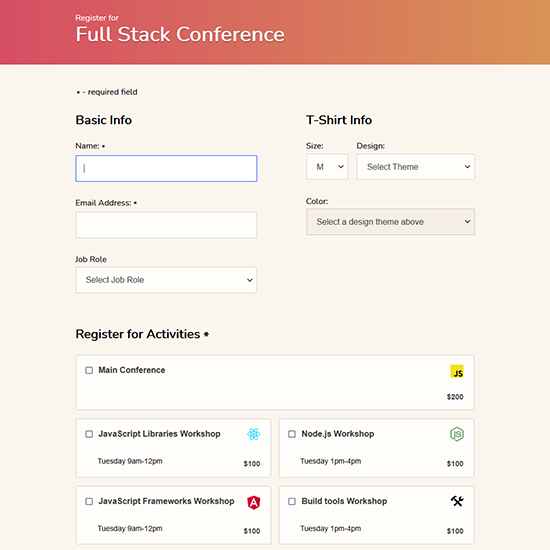 Register for
Full Stack Conference
* - required field
Basic Info
Name: *
Email Address: *
Job Role
Select Job Role
T-Shirt Info
Size:
M
Design:
Select Theme
Color:
Select a design theme above
Register for Activities *
Main Conference
JS
$200
JavaScript Libraries Workshop
Tuesday 9am-12pm
$100
Node.js Workshop
JS
Tuesday 1pm-4pm
$100
JavaScript Frameworks Workshop
A
Tuesday 9am-12pm
$100
Build tools Workshop
Tuesday 1pm-4pm
$100